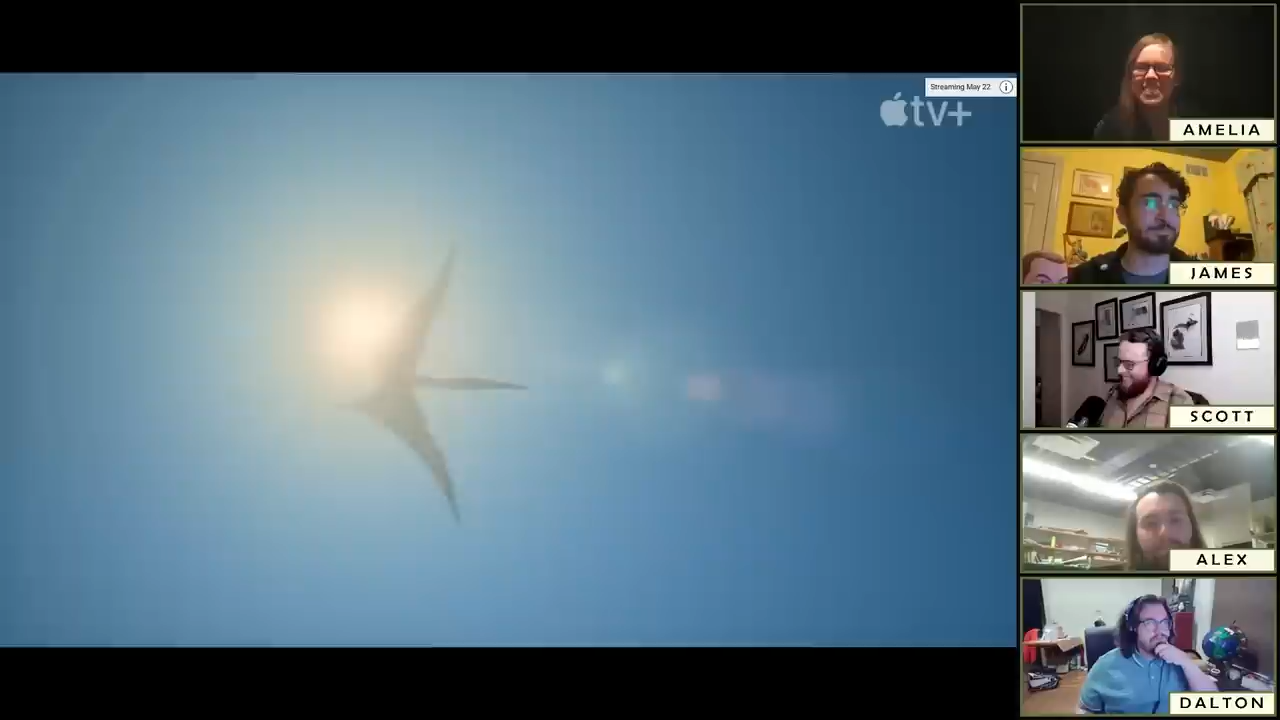 Streaming May 22
tv+
AMELIA
JAMES
SCOTT
ALEX
DALTON